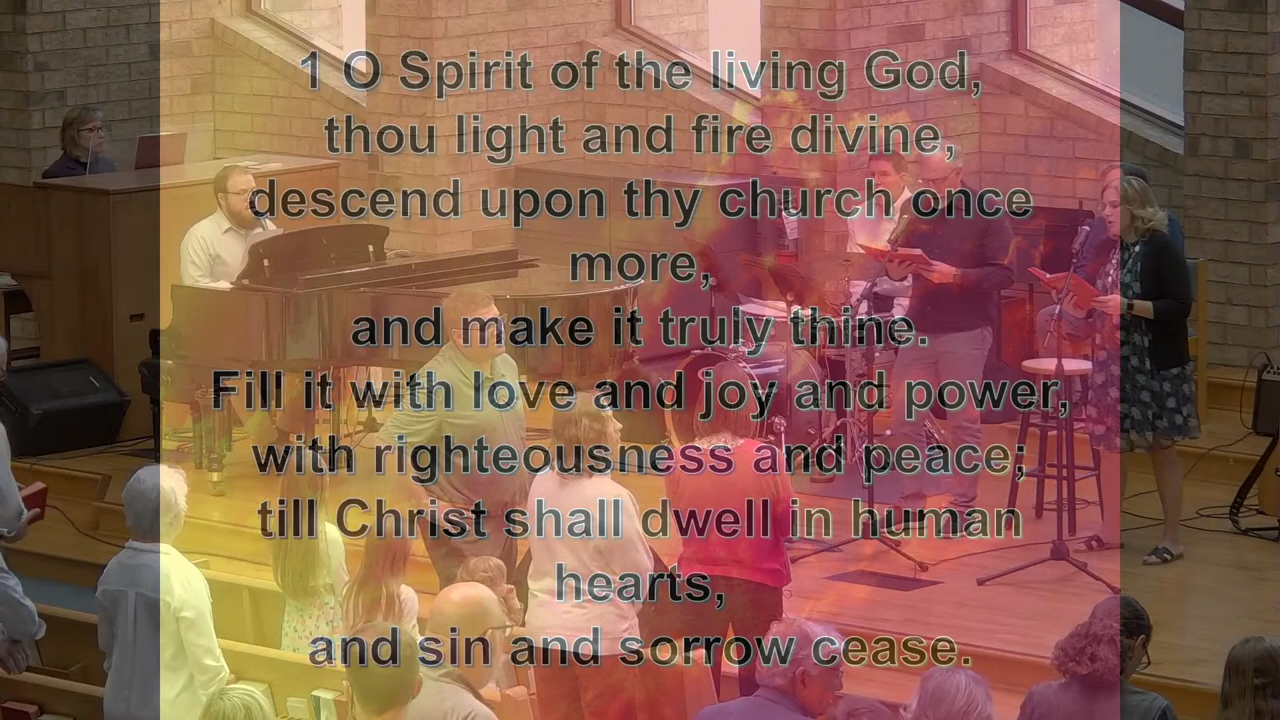 1 O Spirit of the living God,
thou light and fire divine,
descend upon thy church once
more,
and make it truly thine.
Fill it with love and joy and power,
with righteousness and peace;
till Christ shall dwell in human
hearts,
and sin and sorrow cease.